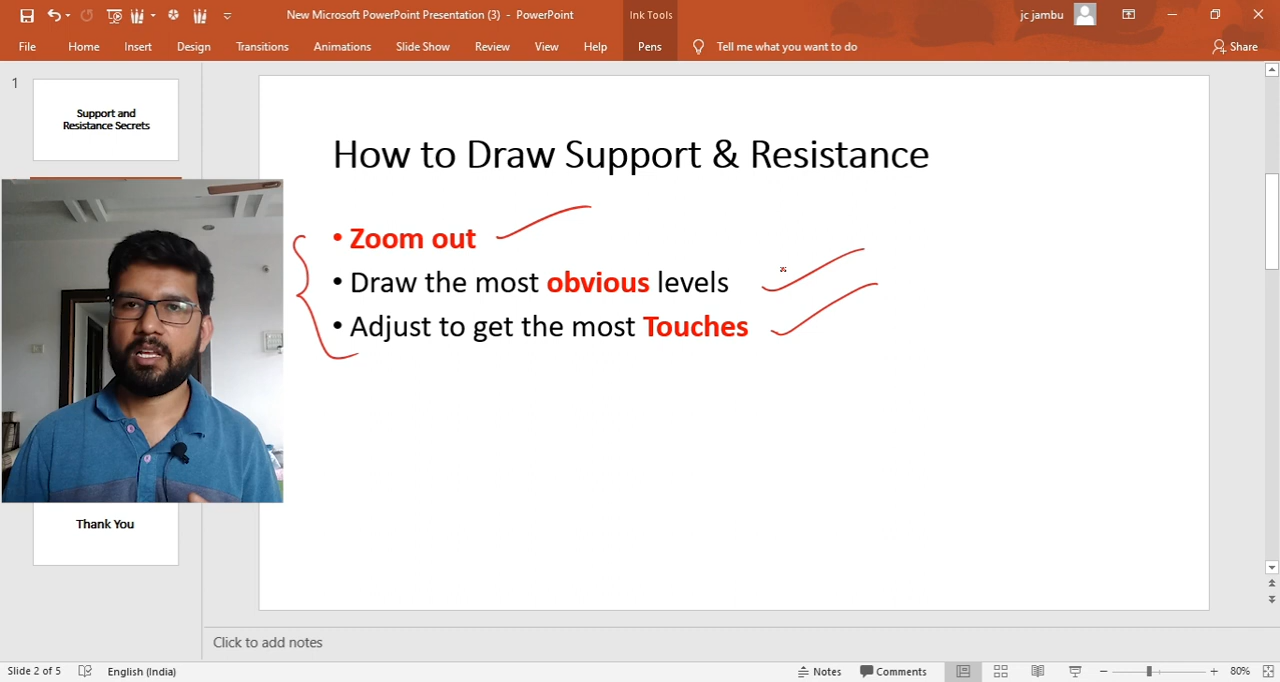 New Microsoft PowerPoint Presentation (3) - PowerPoint
Ink Tools
jc jambu
File Home Insert Design Transitions Animations Slide Show Review View Help Pens Tell me what you want to do Share
1
Support and
Resistance Secrets
How to Draw Support & Resistance
• Zoom out
• Draw the most obvious levels
• Adjust to get the most Touches
Thank You
Click to add notes
Slide 2 of 5 English (India) Notes Comments 80%